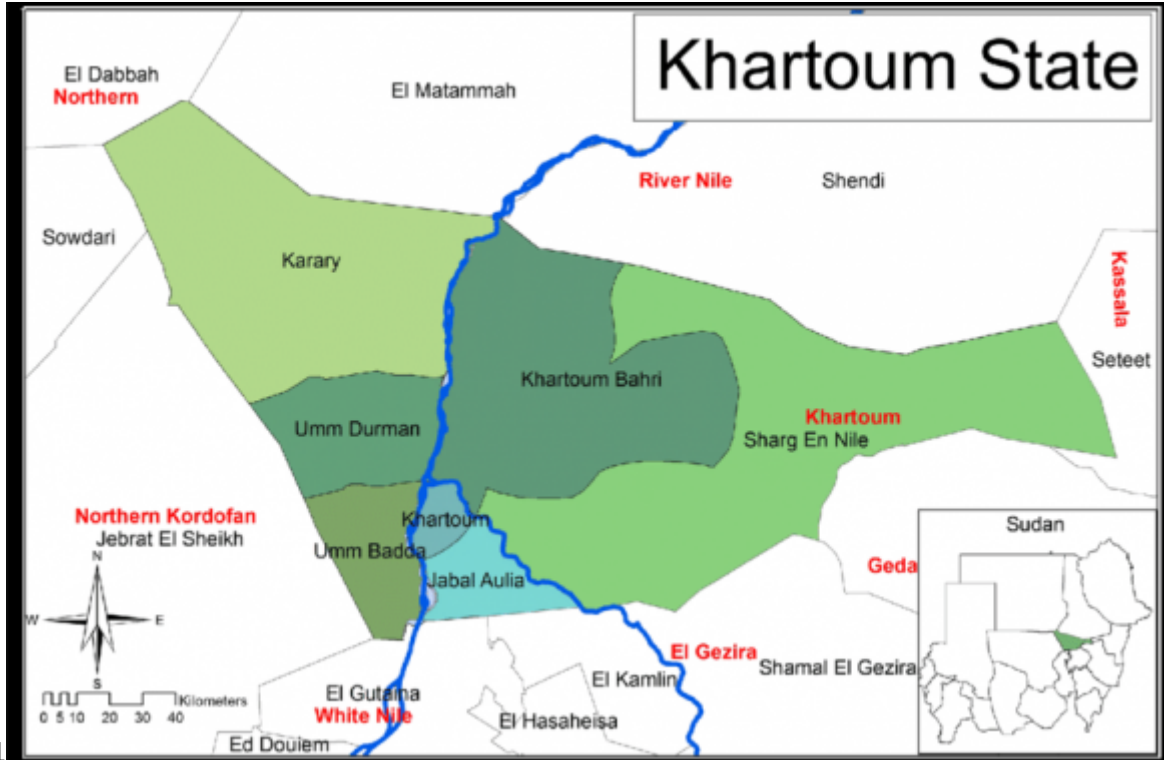 Khartoum State
El Dabbah
Northern
El Matammah
River Nile
Shendi
Sowdari
Karary
Kassala
Seteet
Khartoum Bahri
Khartoum
Sharg En Nile
Umm Durman
Northern Kordofan
Jebrat El Sheikh
Khartoum
Umm Badda
Jabal Aulia
Geda
Sudan
N
W
E
S
Kilometers
0 5 10 20 30 40
El Gezira
Shamal El Gezira
El Kamlin
El Gutaina
White Nile
El Hasaheisa
Ed Douiem